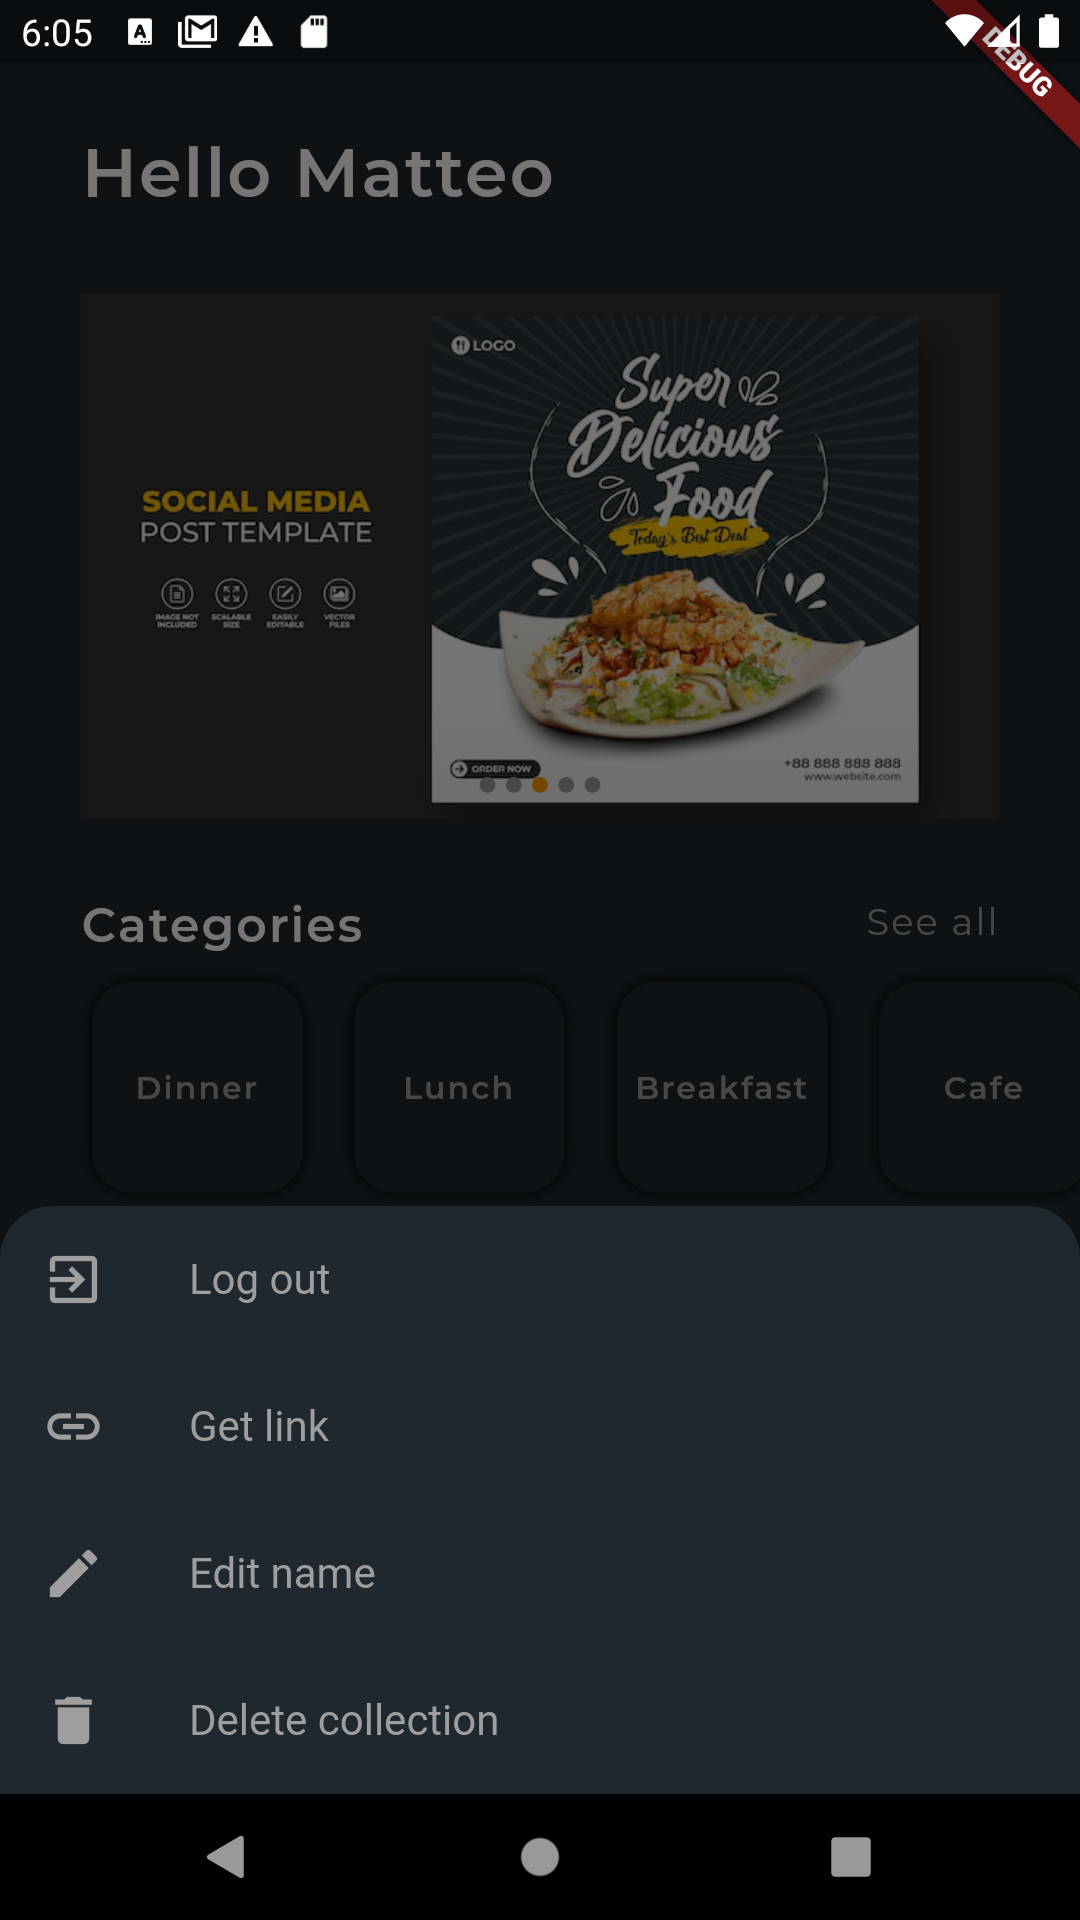 6:05
DEBUG
Hello Matteo
LOGO
Super
Delicious
Food
Today's Best Deal
SOCIAL MEDIA
POST TEMPLATE
IMAGE NOT INCLUDED
SCALABLE SIZE
EASILY EDITABLE
VECTOR FILES
ORDER NOW
+88 888 888 888
www.website.com
Categories
See all
Dinner
Lunch
Breakfast
Cafe
Log out
Get link
Edit name
Delete collection